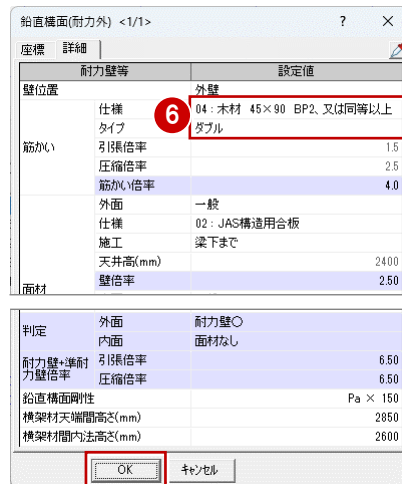 鉛直構面(耐力外) <1/1> ? ×
座標 詳細
耐力壁等 設定値
壁位置 外壁
仕様 04：木材 45×90 BP2、又は同等以上
6
タイプ ダブル
筋かい 引張倍率 1.5
圧縮倍率 2.5
筋かい倍率 4.0
外面 一般
仕様 02：JAS構造用合板
施工 梁下まで
天井高(mm) 2400
面材 壁倍率 2.50
判定 外面 耐力壁○
内面 面材なし
耐力壁+準耐力壁倍率 引張倍率 6.50
圧縮倍率 6.50
鉛直構面剛性 Pa × 150
横架材天端間高さ(mm) 2850
横架材間内法高さ(mm) 2600
OK キャンセル